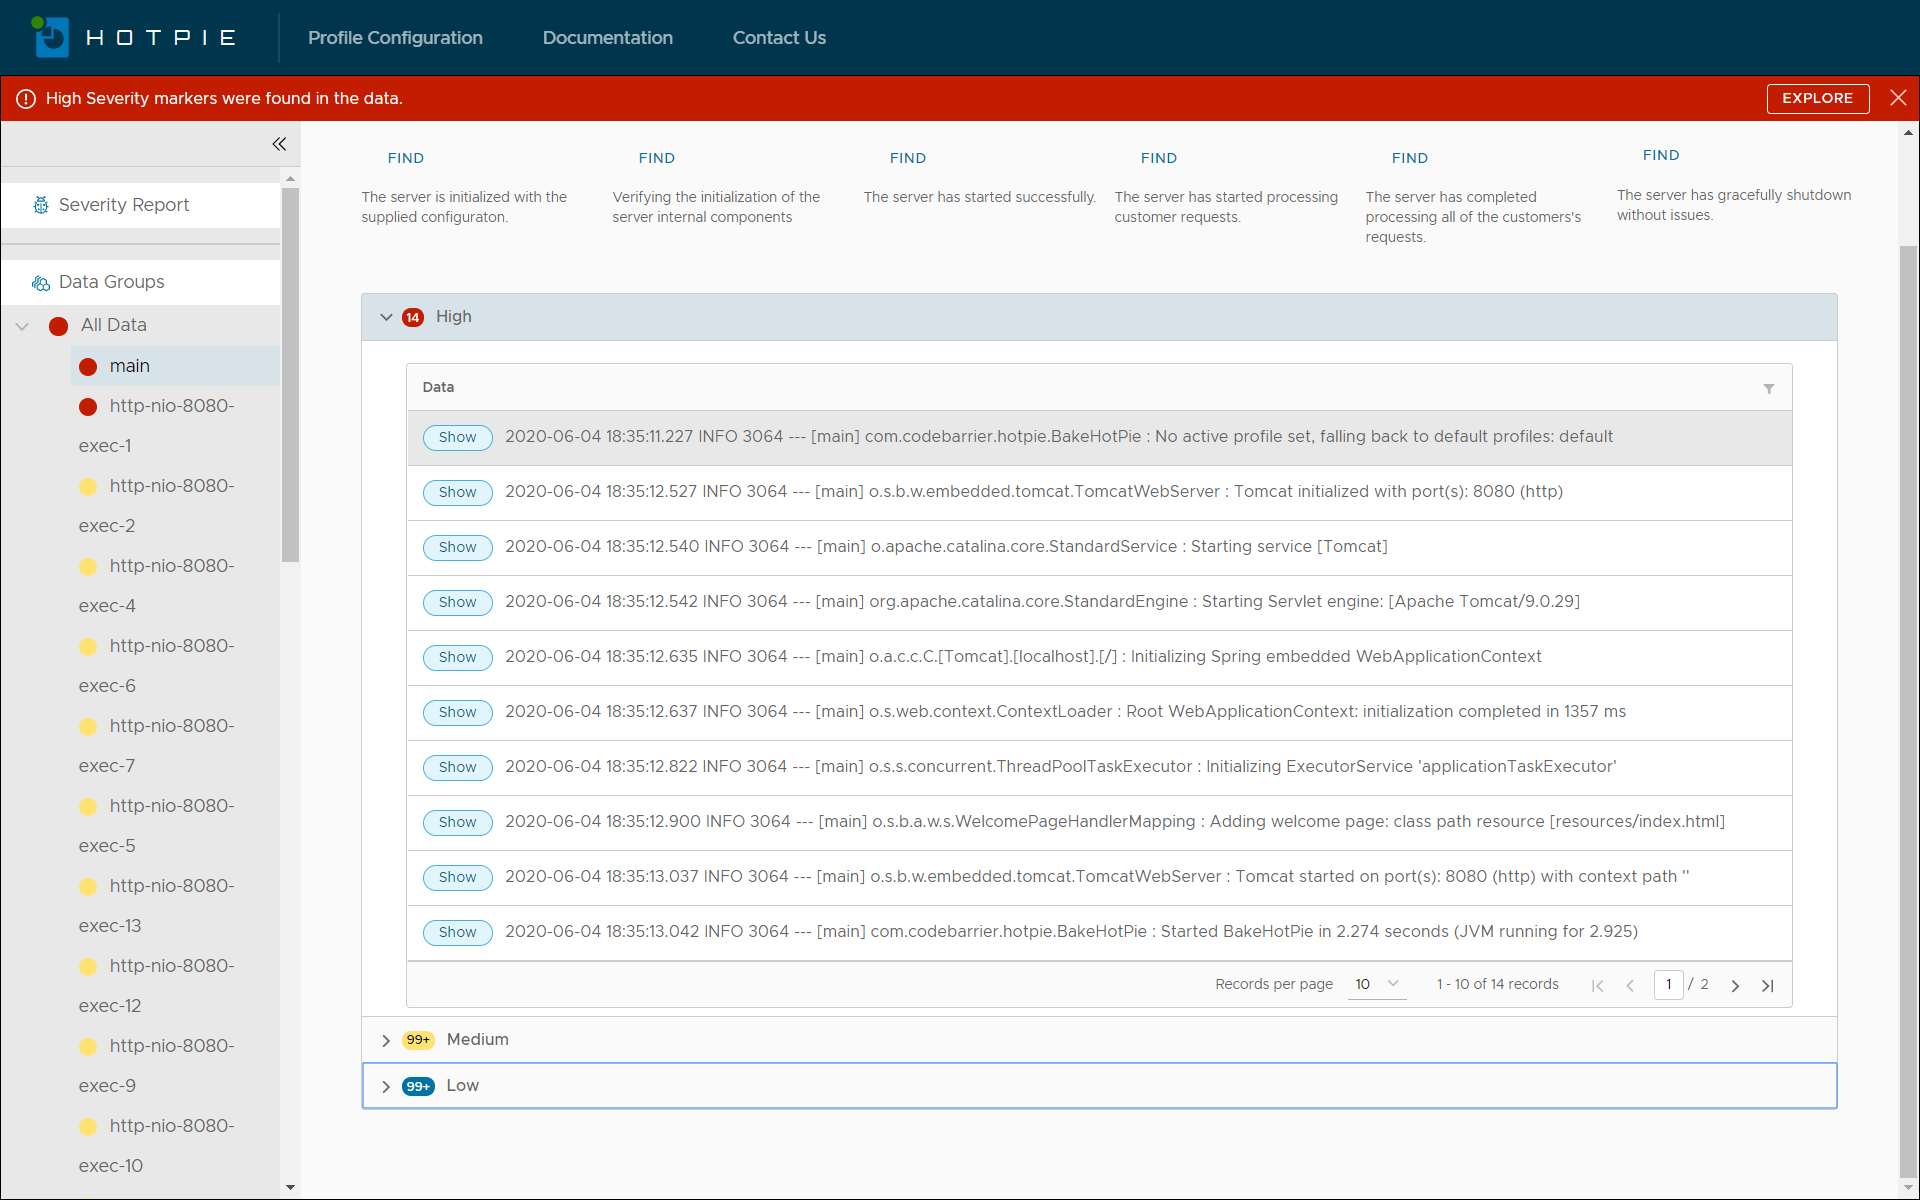 HOTPIE
Profile Configuration
Documentation
Contact Us
High Severity markers were found in the data.
EXPLORE
Severity Report
Data Groups
All Data
main
http-nio-8080-
exec-1
http-nio-8080-
exec-2
http-nio-8080-
exec-4
http-nio-8080-
exec-6
http-nio-8080-
exec-7
http-nio-8080-
exec-5
http-nio-8080-
exec-13
http-nio-8080-
exec-12
http-nio-8080-
exec-9
http-nio-8080-
exec-10
FIND
The server is initialized with the
supplied configuraton.
FIND
Verifying the initialization of the
server internal components
FIND
The server has started successfully.
FIND
The server has started processing
customer requests.
FIND
The server has completed
processing all of the customers's
requests.
FIND
The server has gracefully shutdown
without issues.
14 High
Data
Show 2020-06-04 18:35:11.227 INFO 3064 --- [main] com.codebarrier.hotpie.BakeHotPie : No active profile set, falling back to default profiles: default
Show 2020-06-04 18:35:12.527 INFO 3064 --- [main] o.s.b.w.embedded.tomcat.TomcatWebServer : Tomcat initialized with port(s): 8080 (http)
Show 2020-06-04 18:35:12.540 INFO 3064 --- [main] o.apache.catalina.core.StandardService : Starting service [Tomcat]
Show 2020-06-04 18:35:12.542 INFO 3064 --- [main] org.apache.catalina.core.StandardEngine : Starting Servlet engine: [Apache Tomcat/9.0.29]
Show 2020-06-04 18:35:12.635 INFO 3064 --- [main] o.a.c.c.C.[Tomcat].[localhost].[/] : Initializing Spring embedded WebApplicationContext
Show 2020-06-04 18:35:12.637 INFO 3064 --- [main] o.s.web.context.ContextLoader : Root WebApplicationContext: initialization completed in 1357 ms
Show 2020-06-04 18:35:12.822 INFO 3064 --- [main] o.s.s.concurrent.ThreadPoolTaskExecutor : Initializing ExecutorService 'applicationTaskExecutor'
Show 2020-06-04 18:35:12.900 INFO 3064 --- [main] o.s.b.a.w.s.WelcomePageHandlerMapping : Adding welcome page: class path resource [resources/index.html]
Show 2020-06-04 18:35:13.037 INFO 3064 --- [main] o.s.b.w.embedded.tomcat.TomcatWebServer : Tomcat started on port(s): 8080 (http) with context path ''
Show 2020-06-04 18:35:13.042 INFO 3064 --- [main] com.codebarrier.hotpie.BakeHotPie : Started BakeHotPie in 2.274 seconds (JVM running for 2.925)
Records per page 10 1 - 10 of 14 records 1 / 2
99+ Medium
99+ Low